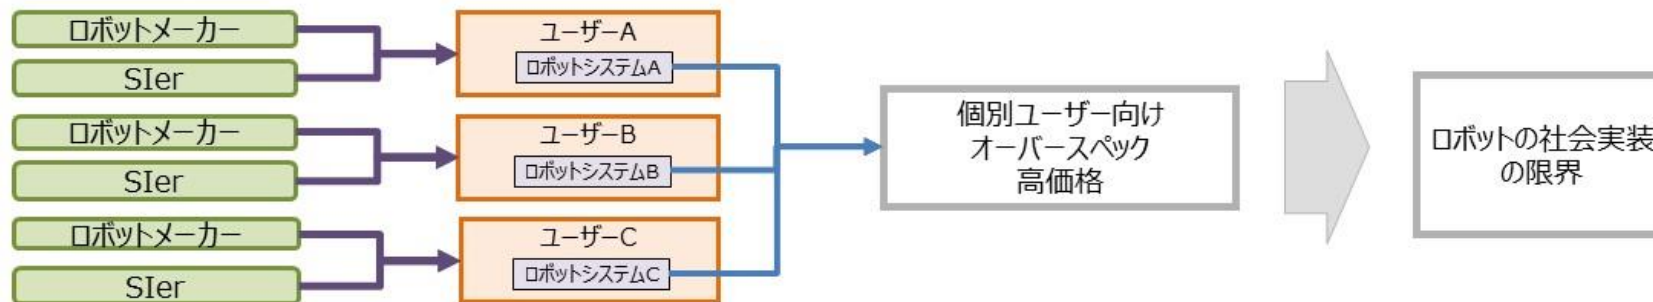 ロボットメーカー
SIer
ユーザーA
ロボットシステムA
ロボットメーカー
SIer
ユーザーB
ロボットシステムB
ロボットメーカー
SIer
ユーザーC
ロボットシステムC
個別ユーザー向け
オーバースペック
高価格
ロボットの社会実装
の限界